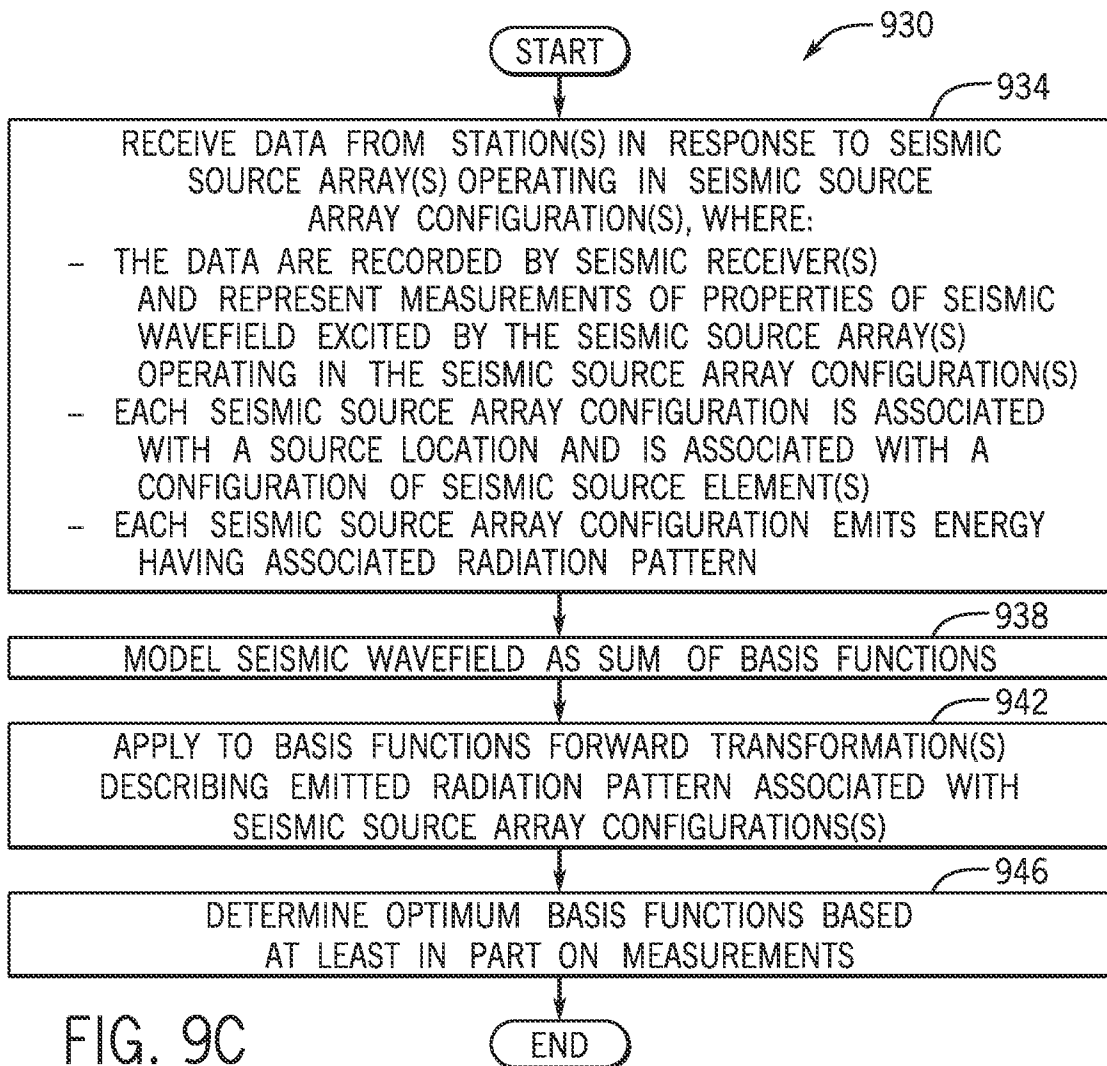 START
930
934
RECEIVE DATA FROM STATION(S) IN RESPONSE TO SEISMIC
SOURCE ARRAY(S) OPERATING IN SEISMIC SOURCE
ARRAY CONFIGURATION(S), WHERE:
– THE DATA ARE RECORDED BY SEISMIC RECEIVER(S)
AND REPRESENT MEASUREMENTS OF PROPERTIES OF SEISMIC
WAVEFIELD EXCITED BY THE SEISMIC SOURCE ARRAY(S)
OPERATING IN THE SEISMIC SOURCE ARRAY CONFIGURATION(S)
– EACH SEISMIC SOURCE ARRAY CONFIGURATION IS ASSOCIATED
WITH A SOURCE LOCATION AND IS ASSOCIATED WITH A
CONFIGURATION OF SEISMIC SOURCE ELEMENT(S)
– EACH SEISMIC SOURCE ARRAY CONFIGURATION EMITS ENERGY
HAVING ASSOCIATED RADIATION PATTERN
938
MODEL SEISMIC WAVEFIELD AS SUM OF BASIS FUNCTIONS
942
APPLY TO BASIS FUNCTIONS FORWARD TRANSFORMATION(S)
DESCRIBING EMITTED RADIATION PATTERN ASSOCIATED WITH
SEISMIC SOURCE ARRAY CONFIGURATIONS(S)
946
DETERMINE OPTIMUM BASIS FUNCTIONS BASED
AT LEAST IN PART ON MEASUREMENTS
END
FIG. 9C